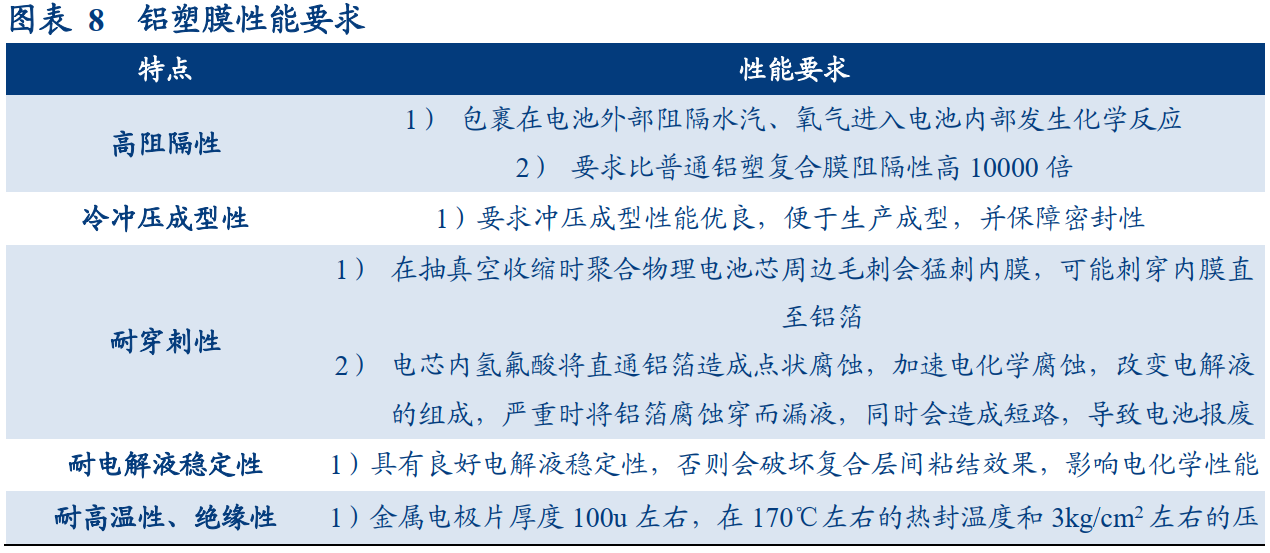 图表 8 铝塑膜性能要求
特点 性能要求
高阻隔性
1） 包裹在电池外部阻隔水汽、氧气进入电池内部发生化学反应
2） 要求比普通铝塑复合膜阻隔性高 10000 倍
冷冲压成型性
1）要求冲压成型性能优良，便于生产成型，并保障密封性
耐穿刺性
1） 在抽真空收缩时聚合物理电池芯周边毛刺会猛刺内膜，可能刺穿内膜直
至铝箔
2） 电芯内氢氟酸将直通铝箔造成点状腐蚀，加速电化学腐蚀，改变电解液
的组成，严重时将铝箔腐蚀穿而漏液，同时会造成短路，导致电池报废
耐电解液稳定性
1）具有良好电解液稳定性，否则会破坏复合层间粘结效果，影响电化学性能
耐高温性、绝缘性
1）金属电极片厚度 100u 左右，在 170℃左右的热封温度和 3kg/cm²左右的压